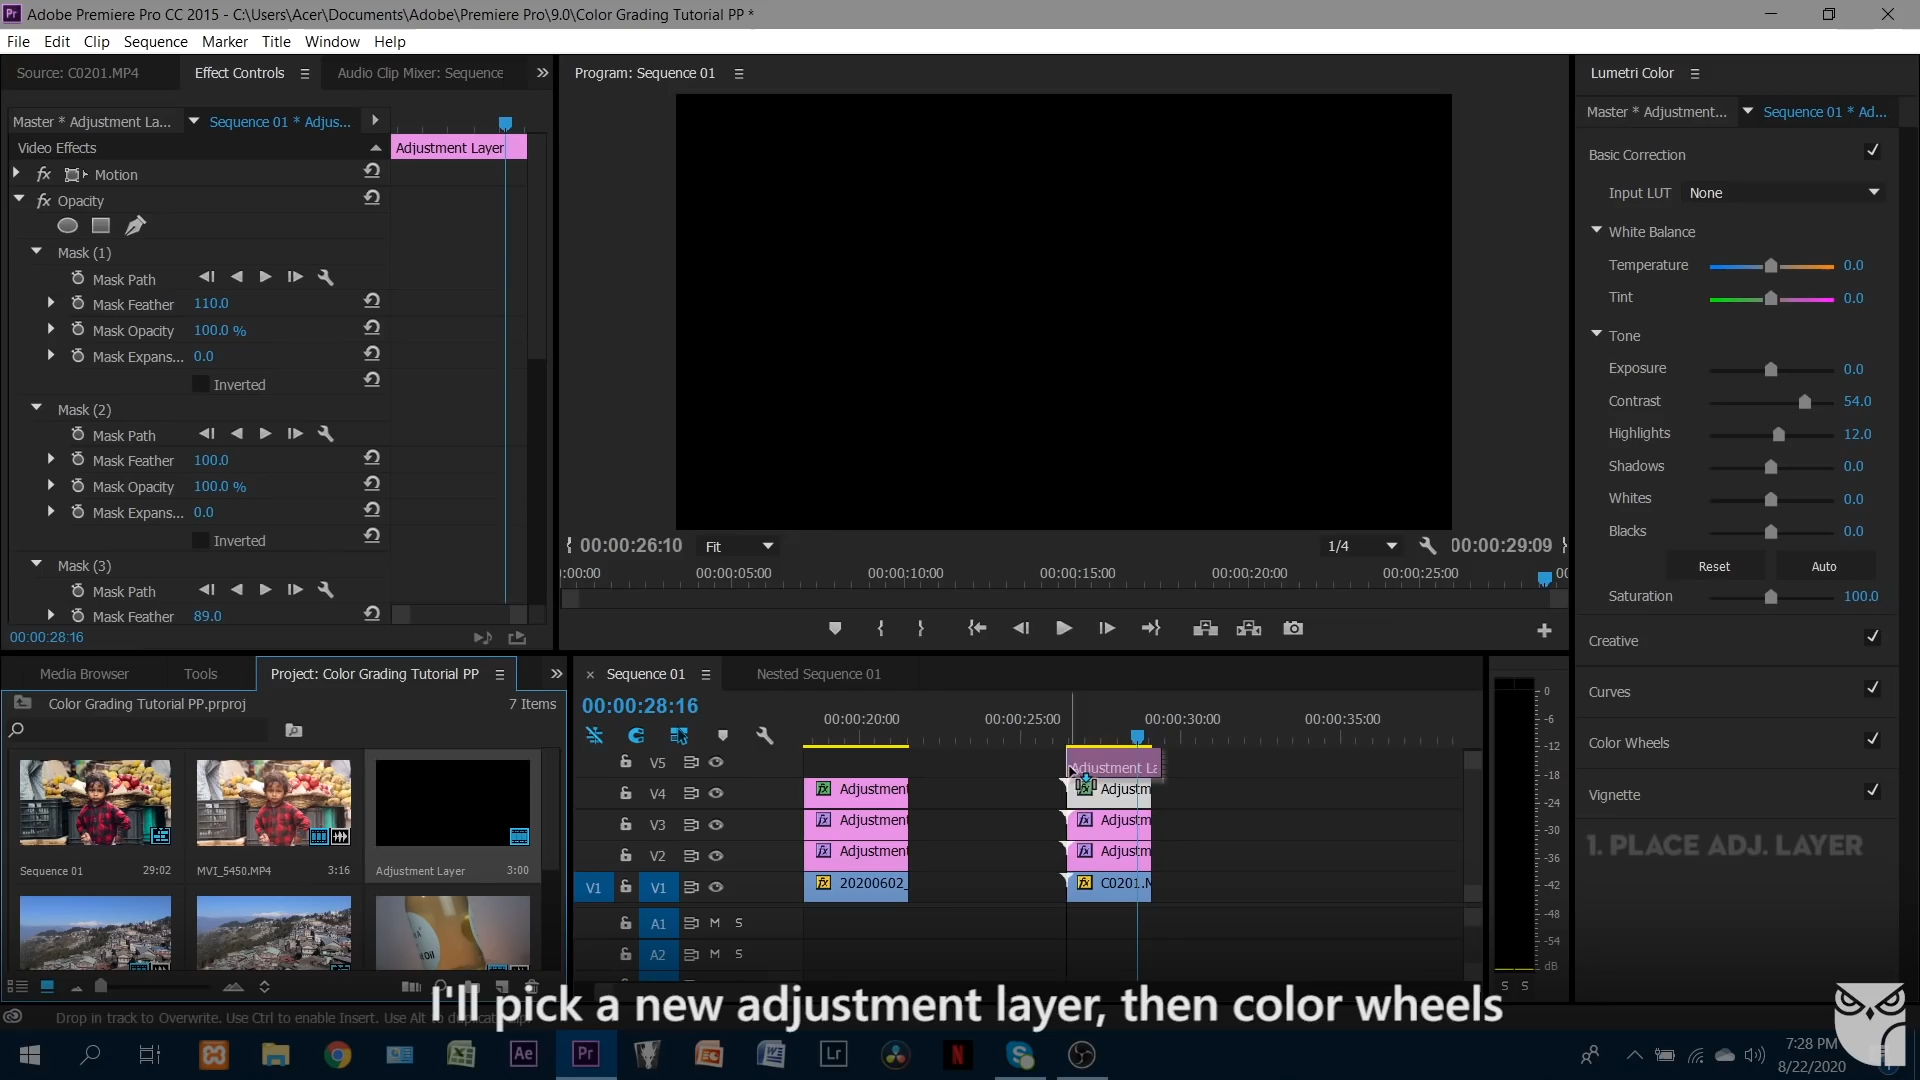 Adobe Premiere Pro CC 2015 - C:\Users\Acer\Documents\Adobe\Premiere Pro\9.0\Color Grading Tutorial PP *
File Edit Clip Sequence Marker Title Window Help
Source: C0201.MP4 Effect Controls Audio Clip Mixer: Sequence
Master * Adjustment La... Sequence 01 * Adjus...
Video Effects
Adjustment Layer
fx Motion
fx Opacity
Mask (1)
Mask Path
Mask Feather 110.0
Mask Opacity 100.0 %
Mask Expans... 0.0
Inverted
Mask (2)
Mask Path
Mask Feather 100.0
Mask Opacity 100.0 %
Mask Expans... 0.0
Inverted
Mask (3)
Mask Path
Mask Feather 89.0
00:00:28:16
Program: Sequence 01
00:00:26:10 Fit 1/4 00:00:29:09
:00:00 00:00:05:00 00:00:10:00 00:00:15:00 00:00:20:00 00:00:25:00 00
Lumetri Color
Master * Adjustment... Sequence 01 * Ad...
Basic Correction
Input LUT None
White Balance
Temperature 0.0
Tint 0.0
Tone
Exposure 0.0
Contrast 54.0
Highlights 12.0
Shadows 0.0
Whites 0.0
Blacks 0.0
Reset Auto
Saturation 100.0
Creative
Curves
Color Wheels
Vignette
1. PLACE ADJ. LAYER
Media Browser Tools Project: Color Grading Tutorial PP
Color Grading Tutorial PP.prproj 7 Items
Sequence 01 29:02 MVI_5450.MP4 3:16 Adjustment Layer 3:00
Sequence 01 Nested Sequence 01
00:00:28:16
00:00:20:00 00:00:25:00 00:00:30:00 00:00:35:00
V5 Adjustment La
V4 fx Adjustment fx Adjustm
V3 fx Adjustment fx Adjustm
V2 fx Adjustment fx Adjustm
V1 V1 fx 20200602_ fx C0201.M
A1 M S
A2 M S
0
-6
-12
-18
-24
-30
-36
-42
-48
-54
dB
S S
I'll pick a new adjustment layer, then color wheels
Drop in track to Overwrite. Use Ctrl to enable Insert. Use Alt to
Ae Pr Lr N
7:28 PM
8/22/2020